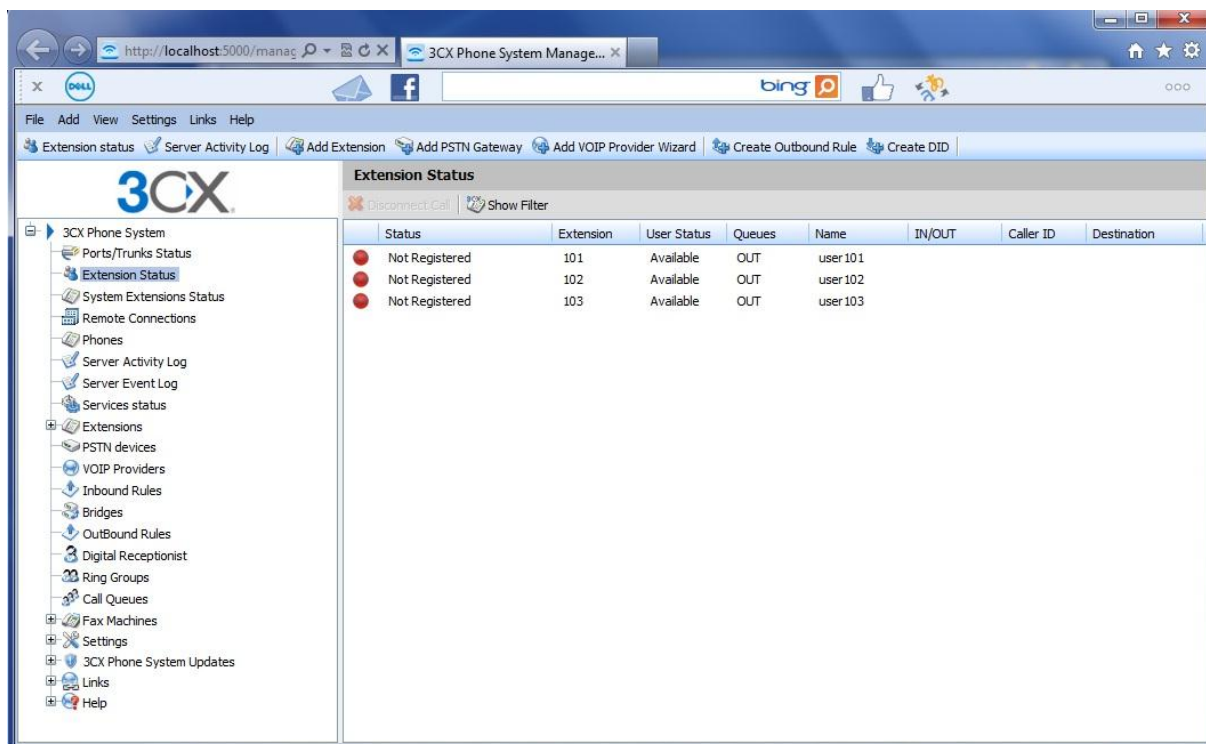 http://localhost:5000/manag
3CX Phone System Manage...
DELL
f
bing
File Add View Settings Links Help
Extension status Server Activity Log Add Extension Add PSTN Gateway Add VOIP Provider Wizard Create Outbound Rule Create DID
3CX
Extension Status
Disconnect Call Show Filter
3CX Phone System
Ports/Trunks Status
Extension Status
System Extensions Status
Remote Connections
Phones
Server Activity Log
Server Event Log
Services status
Extensions
PSTN devices
VOIP Providers
Inbound Rules
Bridges
OutBound Rules
Digital Receptionist
Ring Groups
Call Queues
Fax Machines
Settings
3CX Phone System Updates
Links
Help
Status Extension User Status Queues Name IN/OUT Caller ID Destination
Not Registered 101 Available OUT user101
Not Registered 102 Available OUT user102
Not Registered 103 Available OUT user103